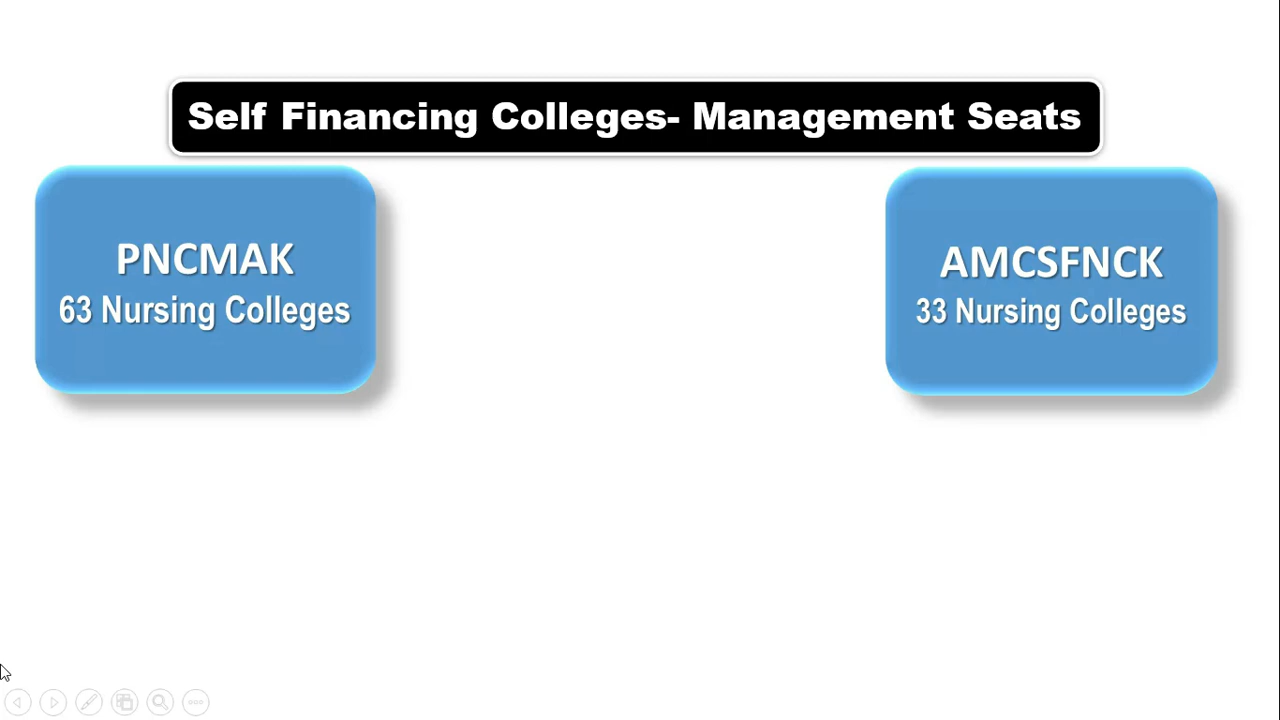 Self Financing Colleges- Management Seats
PNCMAK
63 Nursing Colleges
AMCSFNCK
33 Nursing Colleges